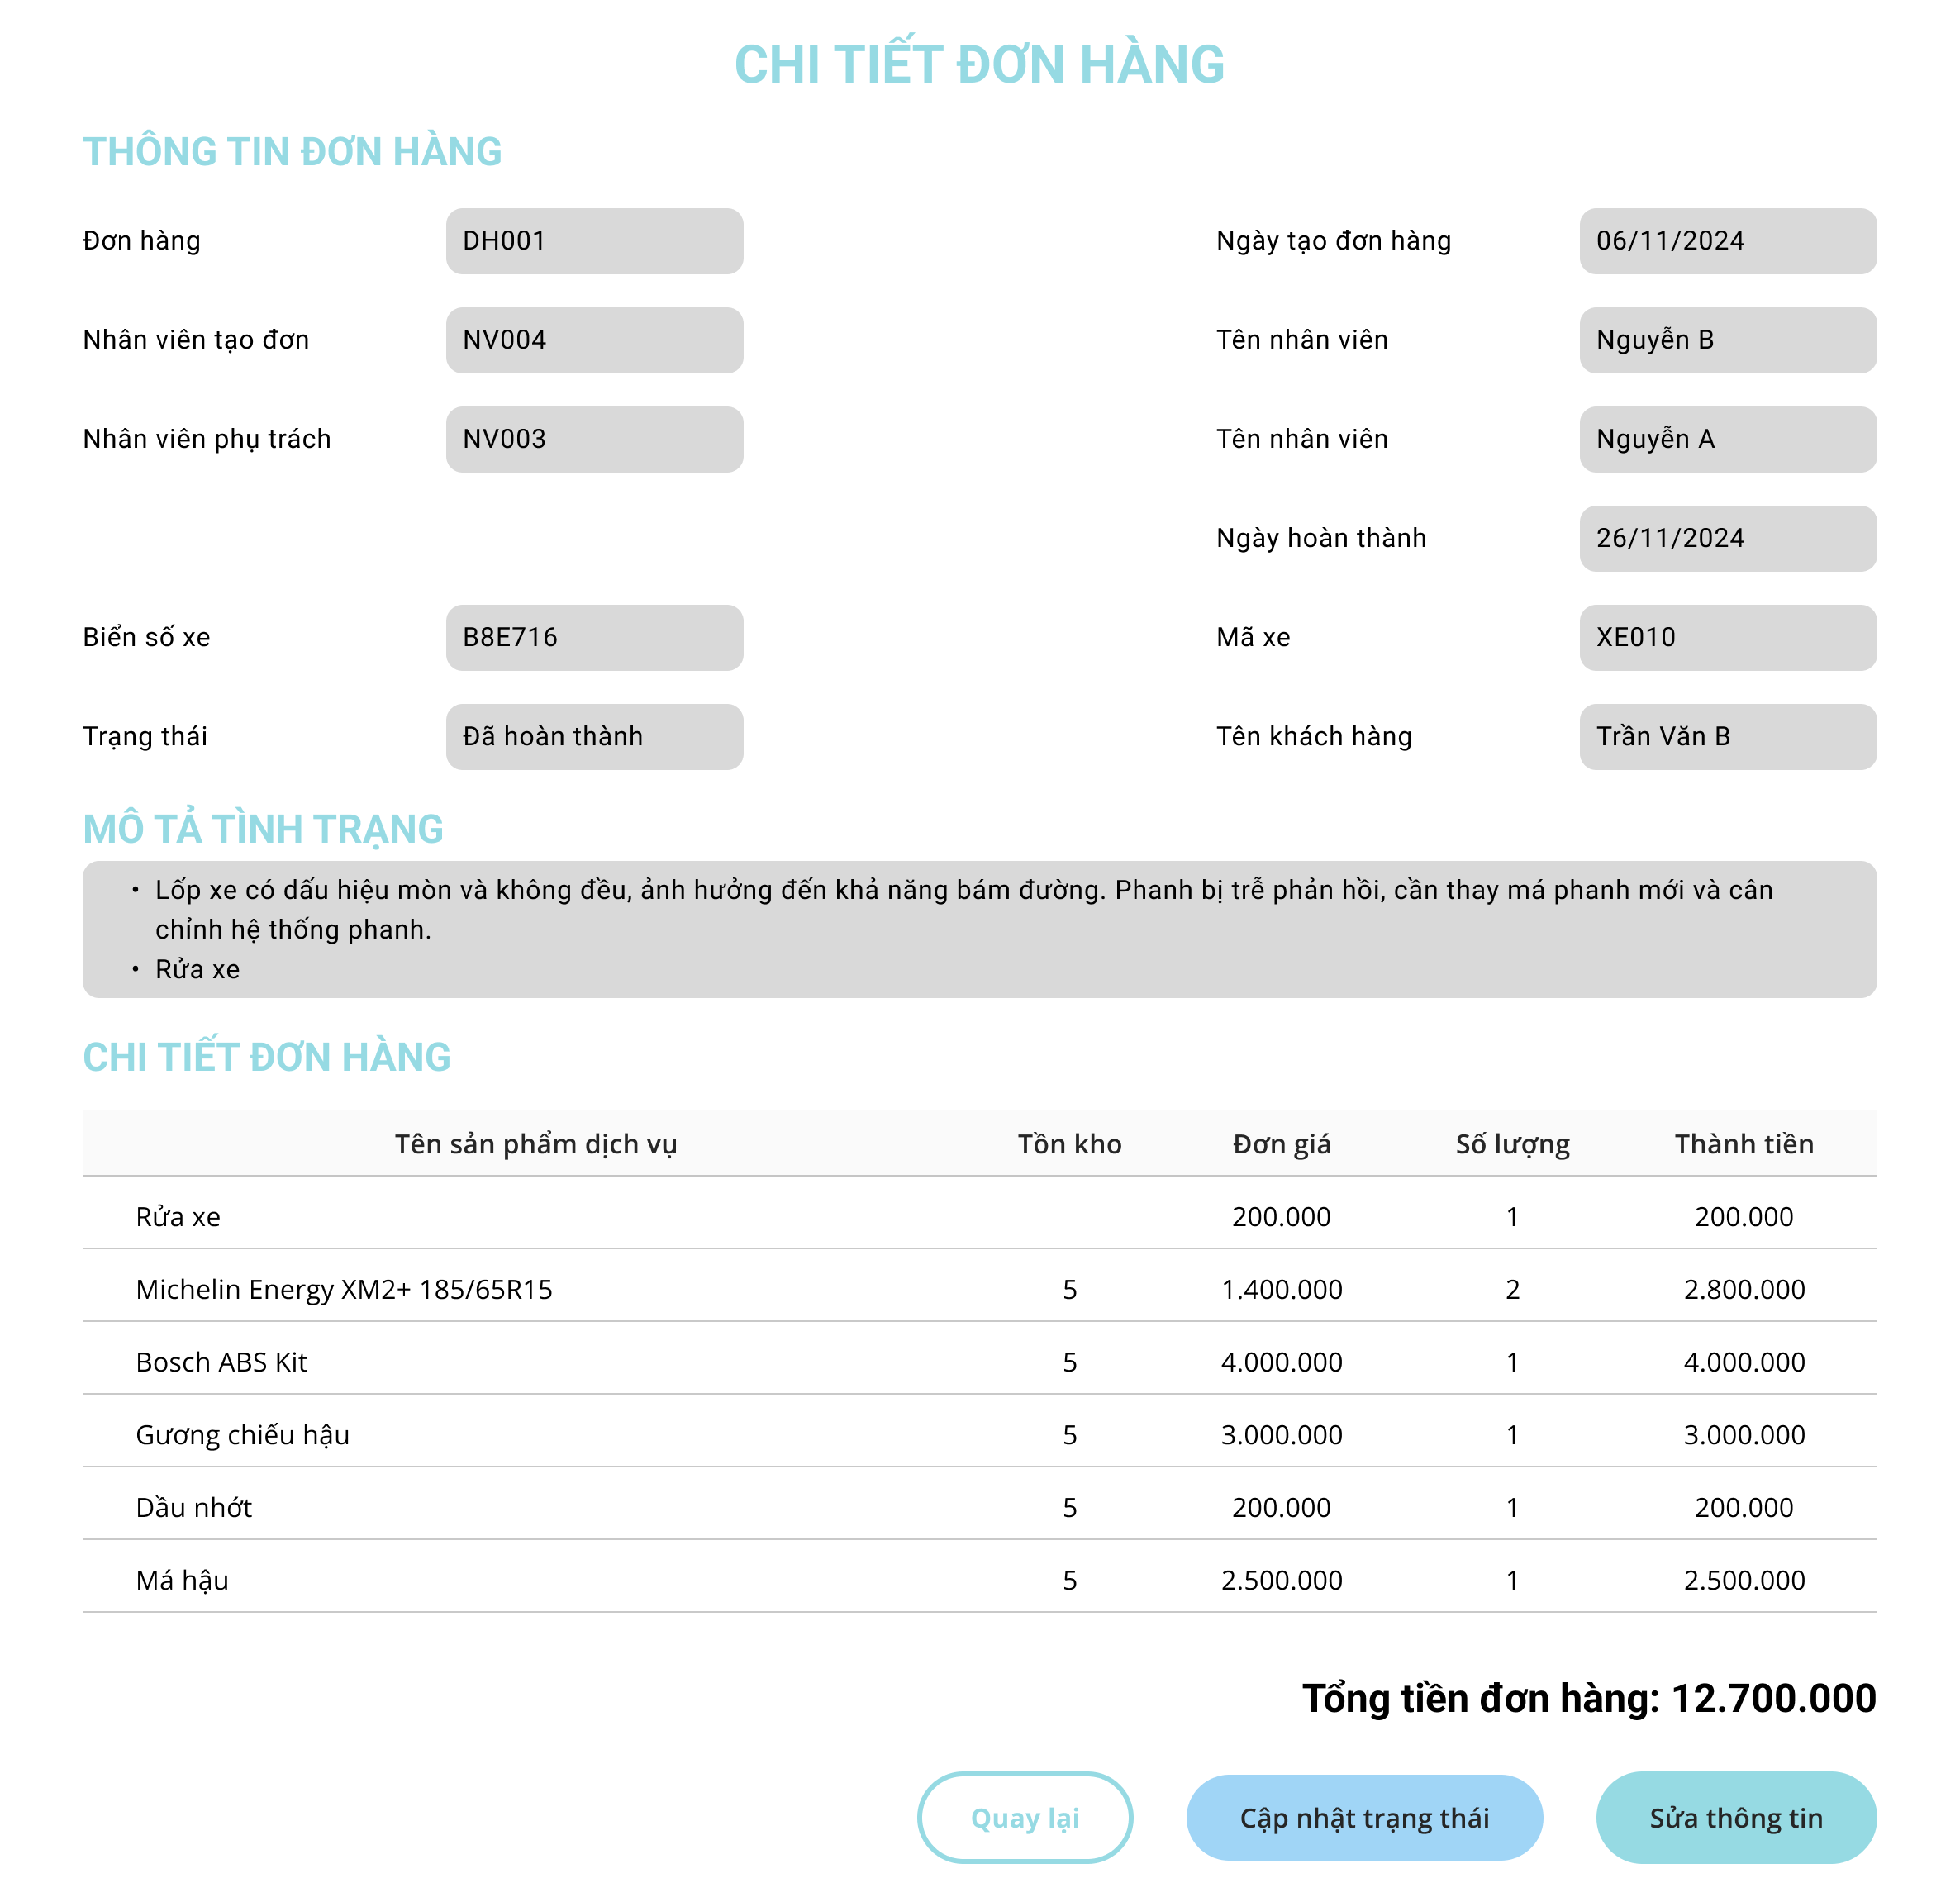 CHI TIẾT ĐƠN HÀNG
THÔNG TIN ĐƠN HÀNG
Đơn hàng DH001 Ngày tạo đơn hàng 06/11/2024
Nhân viên tạo đơn NV004 Tên nhân viên Nguyễn B
Nhân viên phụ trách NV003 Tên nhân viên Nguyễn A
Ngày hoàn thành 26/11/2024
Biển số xe B8E716 Mã xe XE010
Trạng thái Đã hoàn thành Tên khách hàng Trần Văn B
MÔ TẢ TÌNH TRẠNG
• Lốp xe có dấu hiệu mòn và không đều, ảnh hưởng đến khả năng bám đường. Phanh bị trễ phản hồi, cần thay má phanh mới và cân
chỉnh hệ thống phanh.
• Rửa xe
CHI TIẾT ĐƠN HÀNG
Tên sản phẩm dịch vụ Tồn kho Đơn giá Số lượng Thành tiền
Rửa xe 200.000 1 200.000
Michelin Energy XM2+ 185/65R15 5 1.400.000 2 2.800.000
Bosch ABS Kit 5 4.000.000 1 4.000.000
Gương chiếu hậu 5 3.000.000 1 3.000.000
Dầu nhớt 5 200.000 1 200.000
Má hậu 5 2.500.000 1 2.500.000
Tổng tiền đơn hàng: 12.700.000
Quay lại Cập nhật trạng thái Sửa thông tin